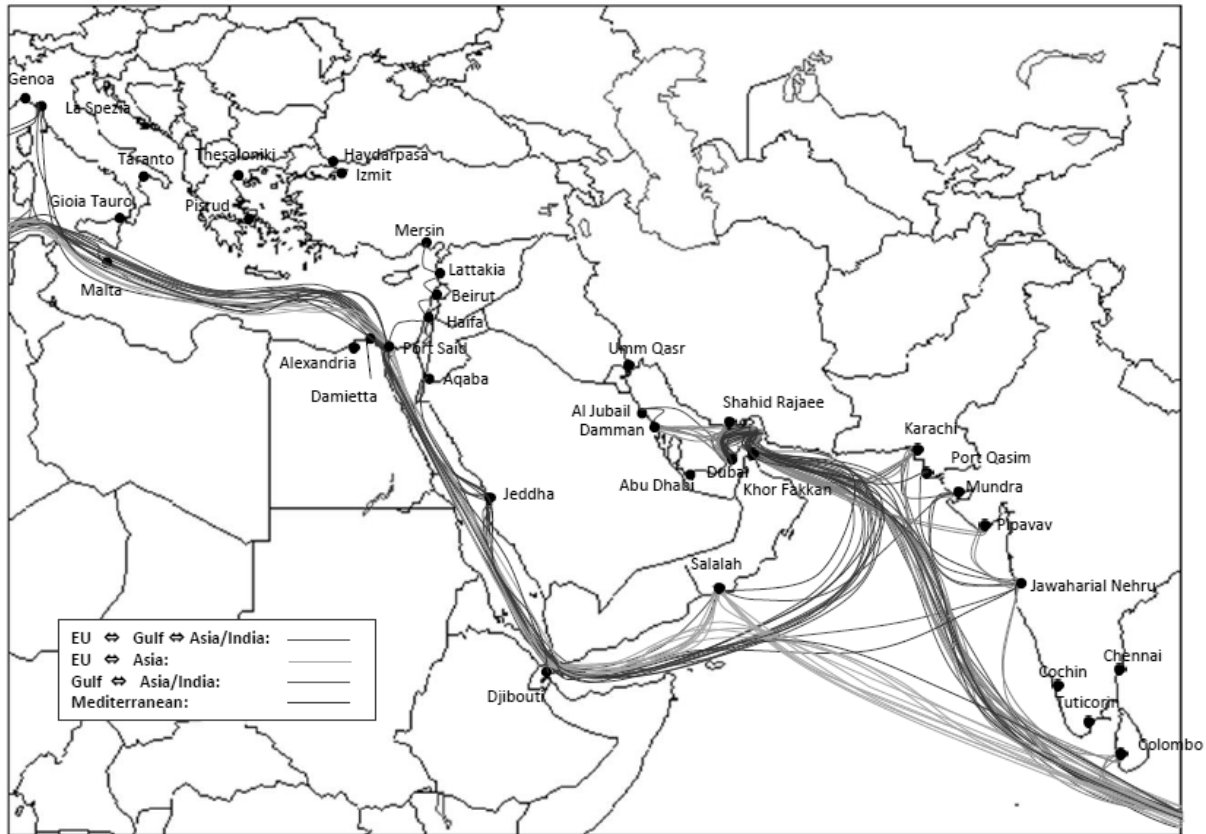 Genoa
La Spezia
Taranto
Thesaloniki
Haydarpasa
Izmit
Gioia Tauro
Pisrud
Mersin
Malta
Lattakia
Beirut
Haifa
Alexandria
Port Said
Damietta
Aqaba
Umm Qasr
Al Jubail
Shahid Rajaee
Damman
Karachi
Dubai
Port Qasim
Abu Dhabi
Khor Fakkan
Mundra
Jeddha
Pipavav
Salalah
Jawaharial Nehru
EU ⇔ Gulf ⇔ Asia/India:
EU ⇔ Asia:
Gulf ⇔ Asia/India:
Mediterranean:
Djibouti
Cochin
Chennai
Tuticorin
Colombo